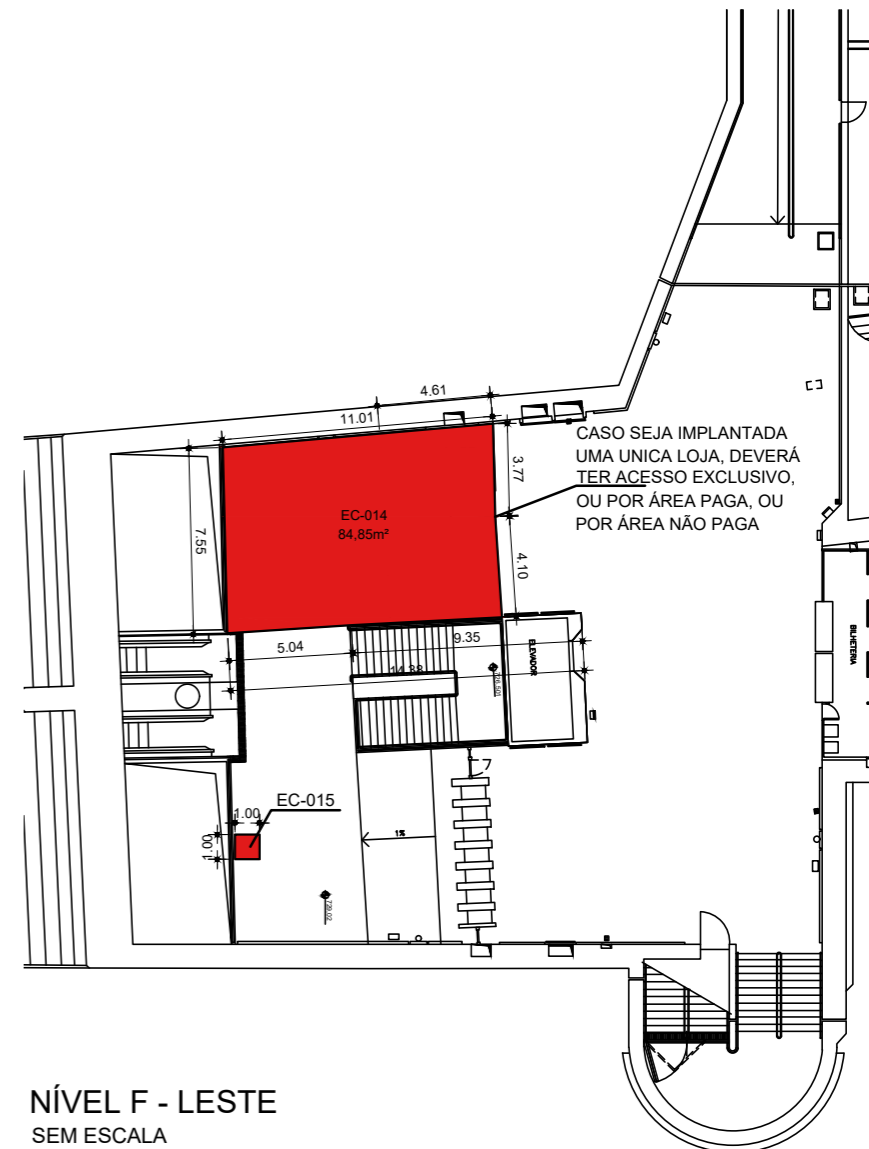 4.61
11.01
CASO SEJA IMPLANTADA
UMA UNICA LOJA, DEVERÁ
TER ACESSO EXCLUSIVO,
OU POR ÁREA PAGA, OU
POR ÁREA NÃO PAGA
3.77
EC-014
84,85m²
7.55
4.10
5.04
9.35
14.38
ELEVADOR
BILHETERIA
EC-015
1.00
1.00
1%
729.02
NÍVEL F - LESTE
SEM ESCALA